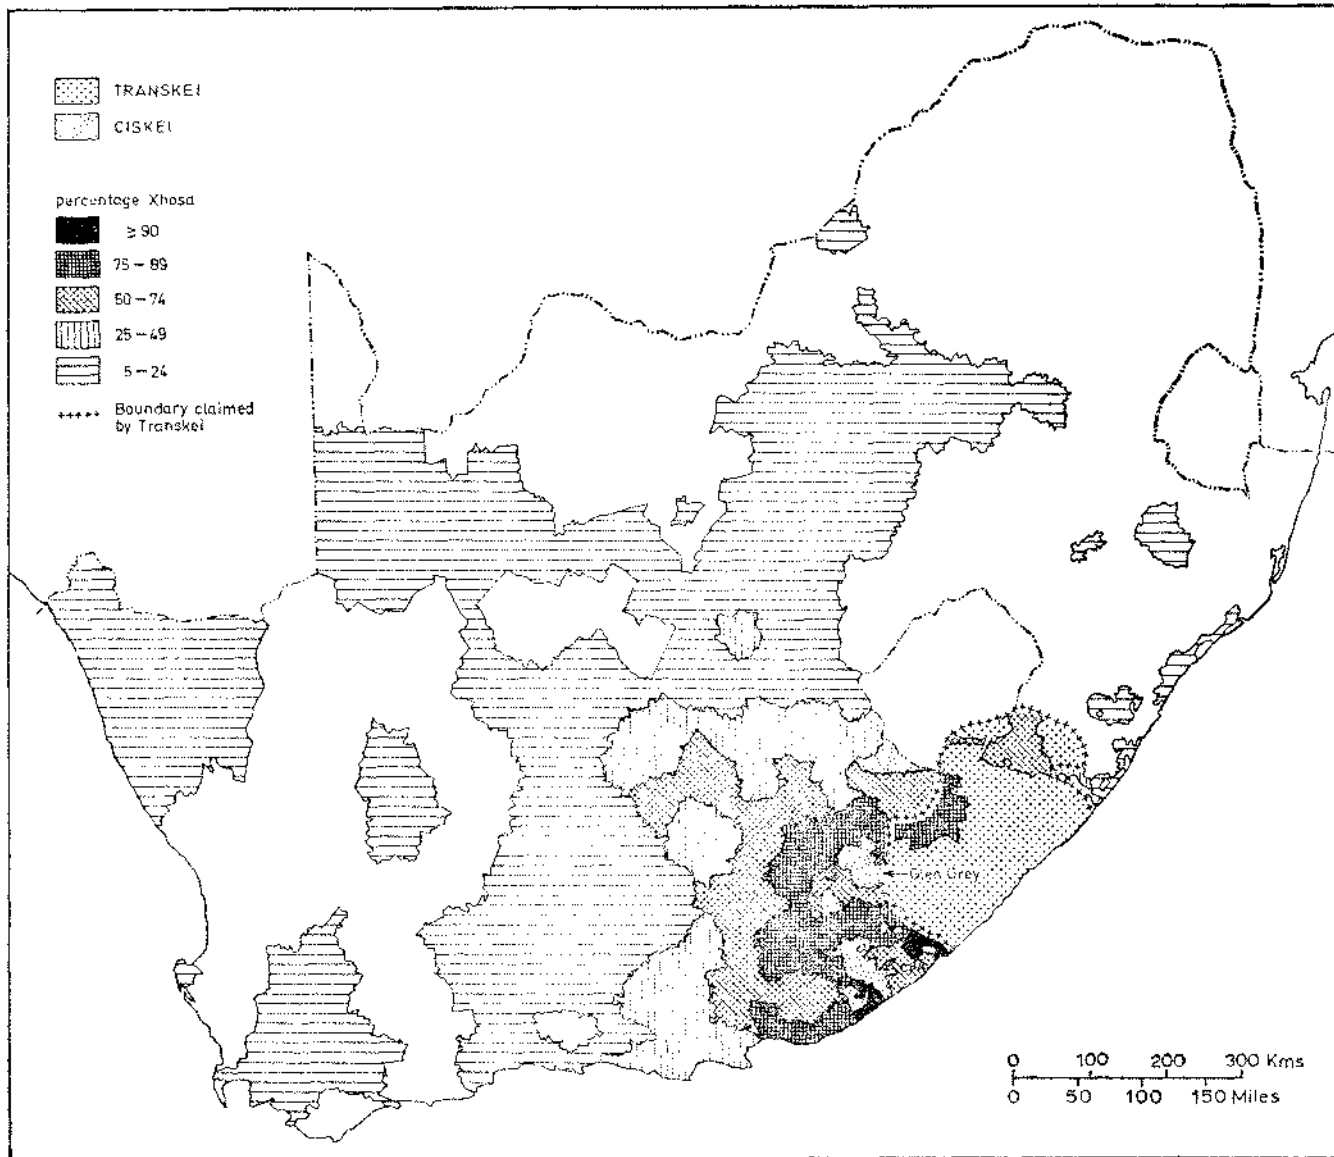 TRANSKEI
CISKEI
percentage Xhosa
≥ 90
75 – 89
50 – 74
25 – 49
5 – 24
Boundary claimed
by Transkei
Glen Grey
0 100 200 300 Kms
0 50 100 150 Miles